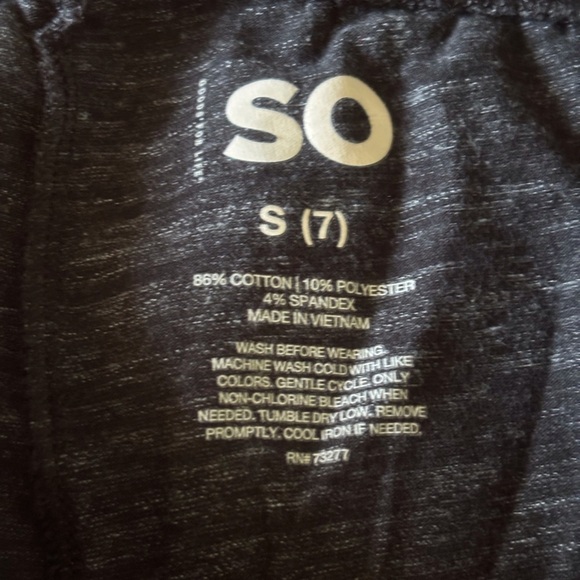 SO
S (7)
86% COTTON | 10% POLYESTER
4% SPANDEX
MADE IN VIETNAM
WASH BEFORE WEARING.
MACHINE WASH COLD WITH LIKE
COLORS. GENTLE CYCLE. ONLY
NON-CHLORINE BLEACH WHEN
NEEDED. TUMBLE DRY LOW. REMOVE
PROMPTLY. COOL IRON IF NEEDED.
RN# 73277